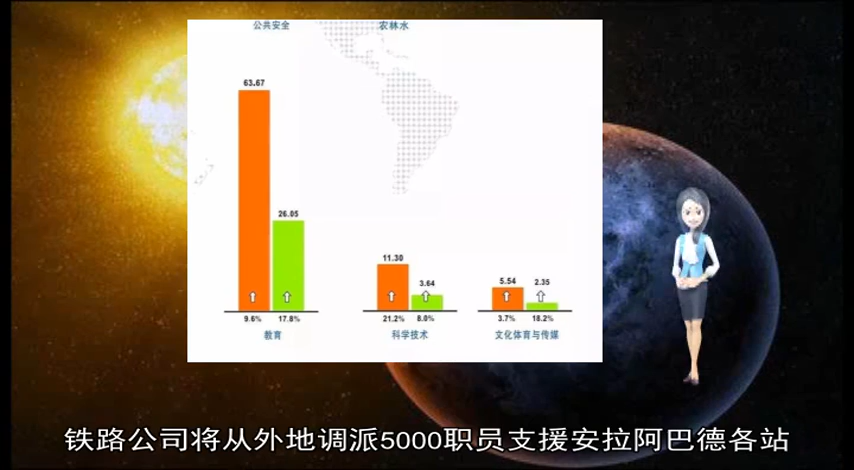 公共安全 农林水
63.67
26.05
11.30
3.64
5.54
2.35
9.6% 17.8% 21.2% 8.0% 3.7% 18.2%
教育 科学技术 文化体育与传媒
铁路公司将从外地调派5000职员支援安拉阿巴德各站